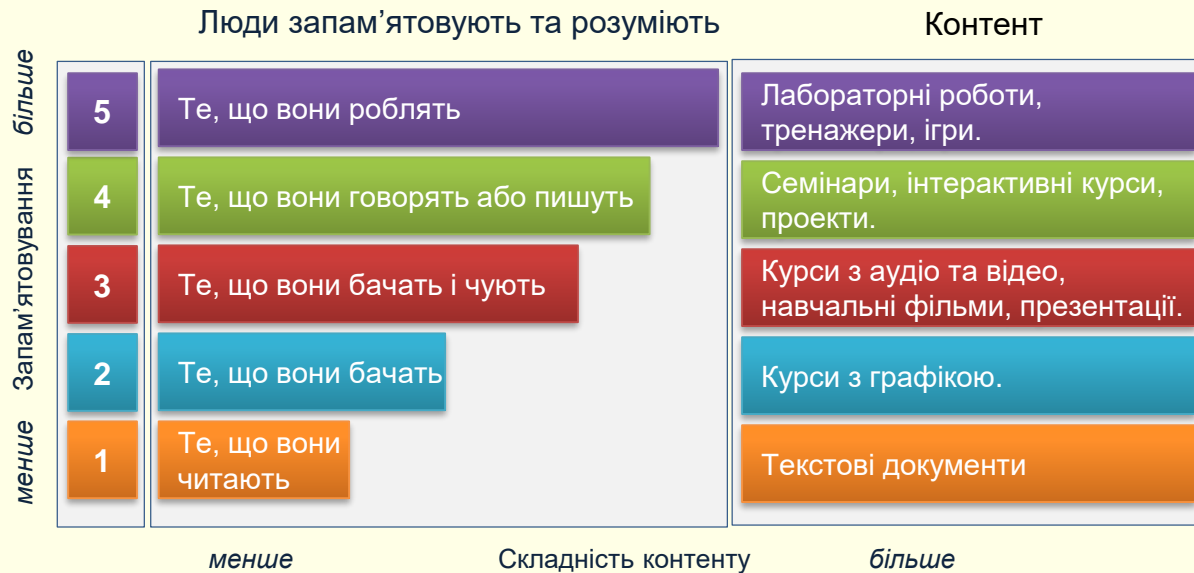 Люди запам’ятовують та розуміють
Контент
більше
Запам’ятовування
менше
5
Те, що вони роблять
Лабораторні роботи,
тренажери, ігри.
4
Те, що вони говорять або пишуть
Семінари, інтерактивні курси,
проекти.
3
Те, що вони бачать і чують
Курси з аудіо та відео,
навчальні фільми, презентації.
2
Те, що вони бачать
Курси з графікою.
1
Те, що вони
читають
Текстові документи
менше
Складність контенту
більше